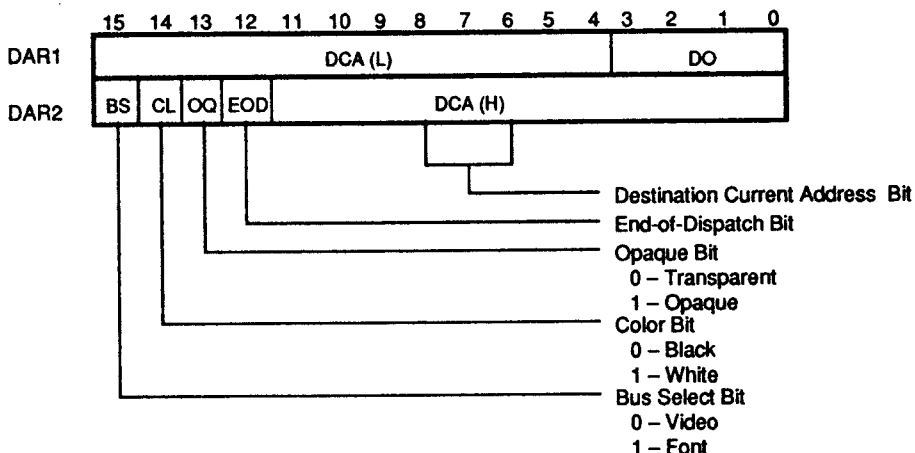 15 14 13 12 11 10 9 8 7 6 5 4 3 2 1 0
DAR1 DCA (L) DO
DAR2 BS CL OQ EOD DCA (H)
Destination Current Address Bit
End-of-Dispatch Bit
Opaque Bit
0 – Transparent
1 – Opaque
Color Bit
0 – Black
1 – White
Bus Select Bit
0 – Video
1 – Font